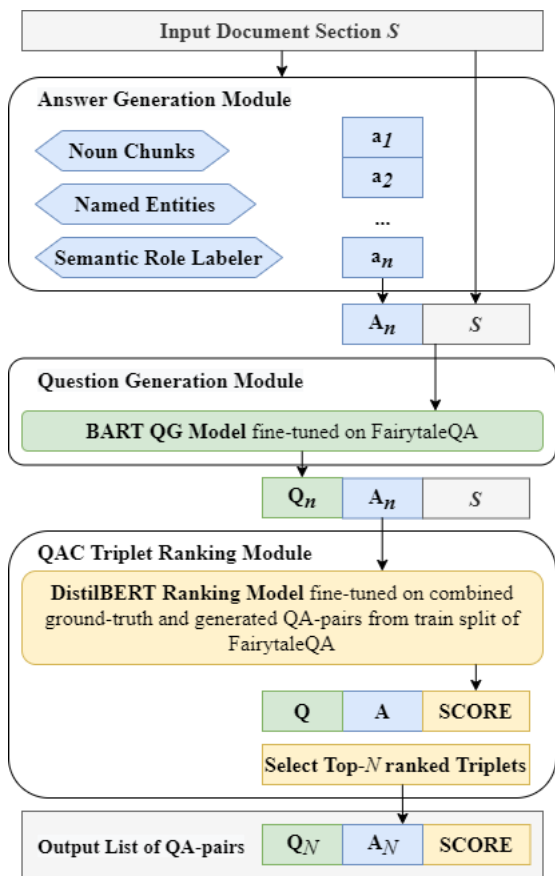 Input Document Section S
Answer Generation Module
Noun Chunks
a1
a2
Named Entities
...
Semantic Role Labeler
an
An
S
Question Generation Module
BART QG Model fine-tuned on FairytaleQA
Qn
An
S
QAC Triplet Ranking Module
DistilBERT Ranking Model fine-tuned on combined
ground-truth and generated QA-pairs from train split of
FairytaleQA
Q
A
SCORE
Select Top-N ranked Triplets
Output List of QA-pairs
QN
AN
SCORE